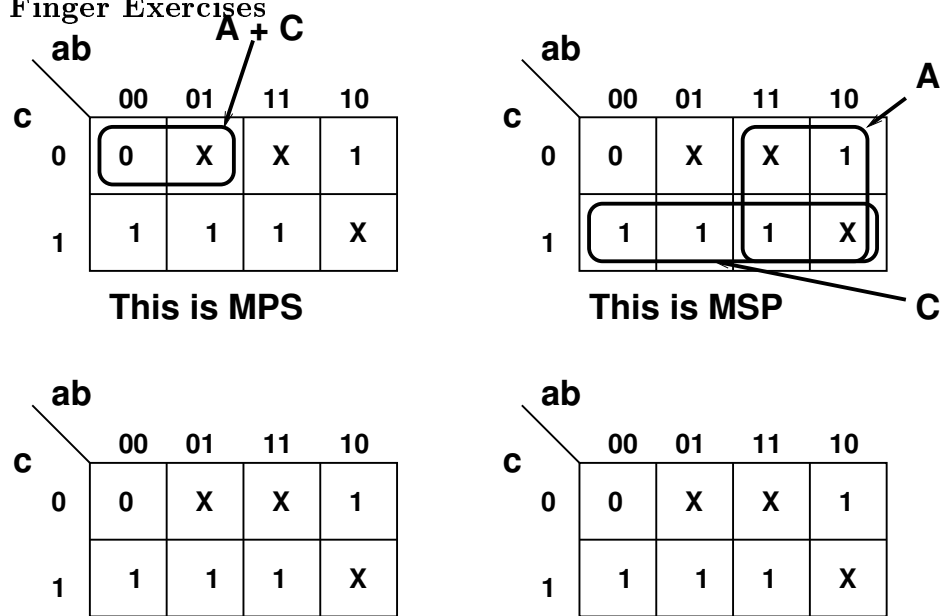 Finger Exercises
A + C
ab
00 01 11 10
c
0 0 X X 1
1 1 1 1 X
This is MPS
ab
A
00 01 11 10
c
0 0 X X 1
1 1 1 1 X
This is MSP
C
ab
00 01 11 10
c
0 0 X X 1
1 1 1 1 X
ab
00 01 11 10
c
0 0 X X 1
1 1 1 1 X